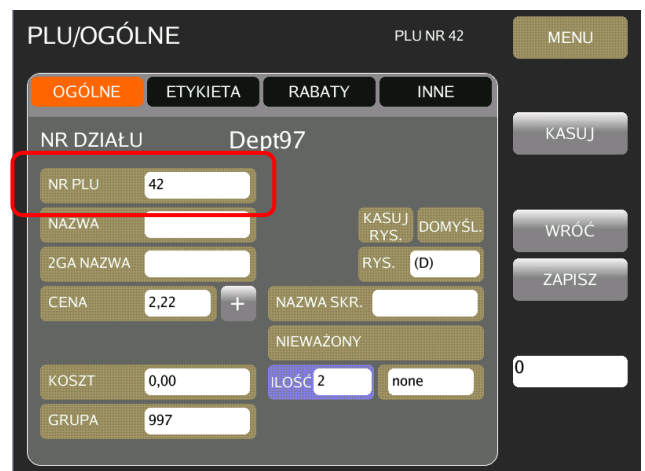 PLU/OGÓLNE PLU NR 42 MENU
OGÓLNE ETYKIETA RABATY INNE
NR DZIAŁU Dept97 KASUJ
NR PLU 42
NAZWA KASUJ RYS. DOMYŚL. WRÓĆ
2GA NAZWA RYS. (D) ZAPISZ
CENA 2,22 + NAZWA SKR.
NIEWAŻONY
KOSZT 0,00 ILOŚĆ 2 none 0
GRUPA 997